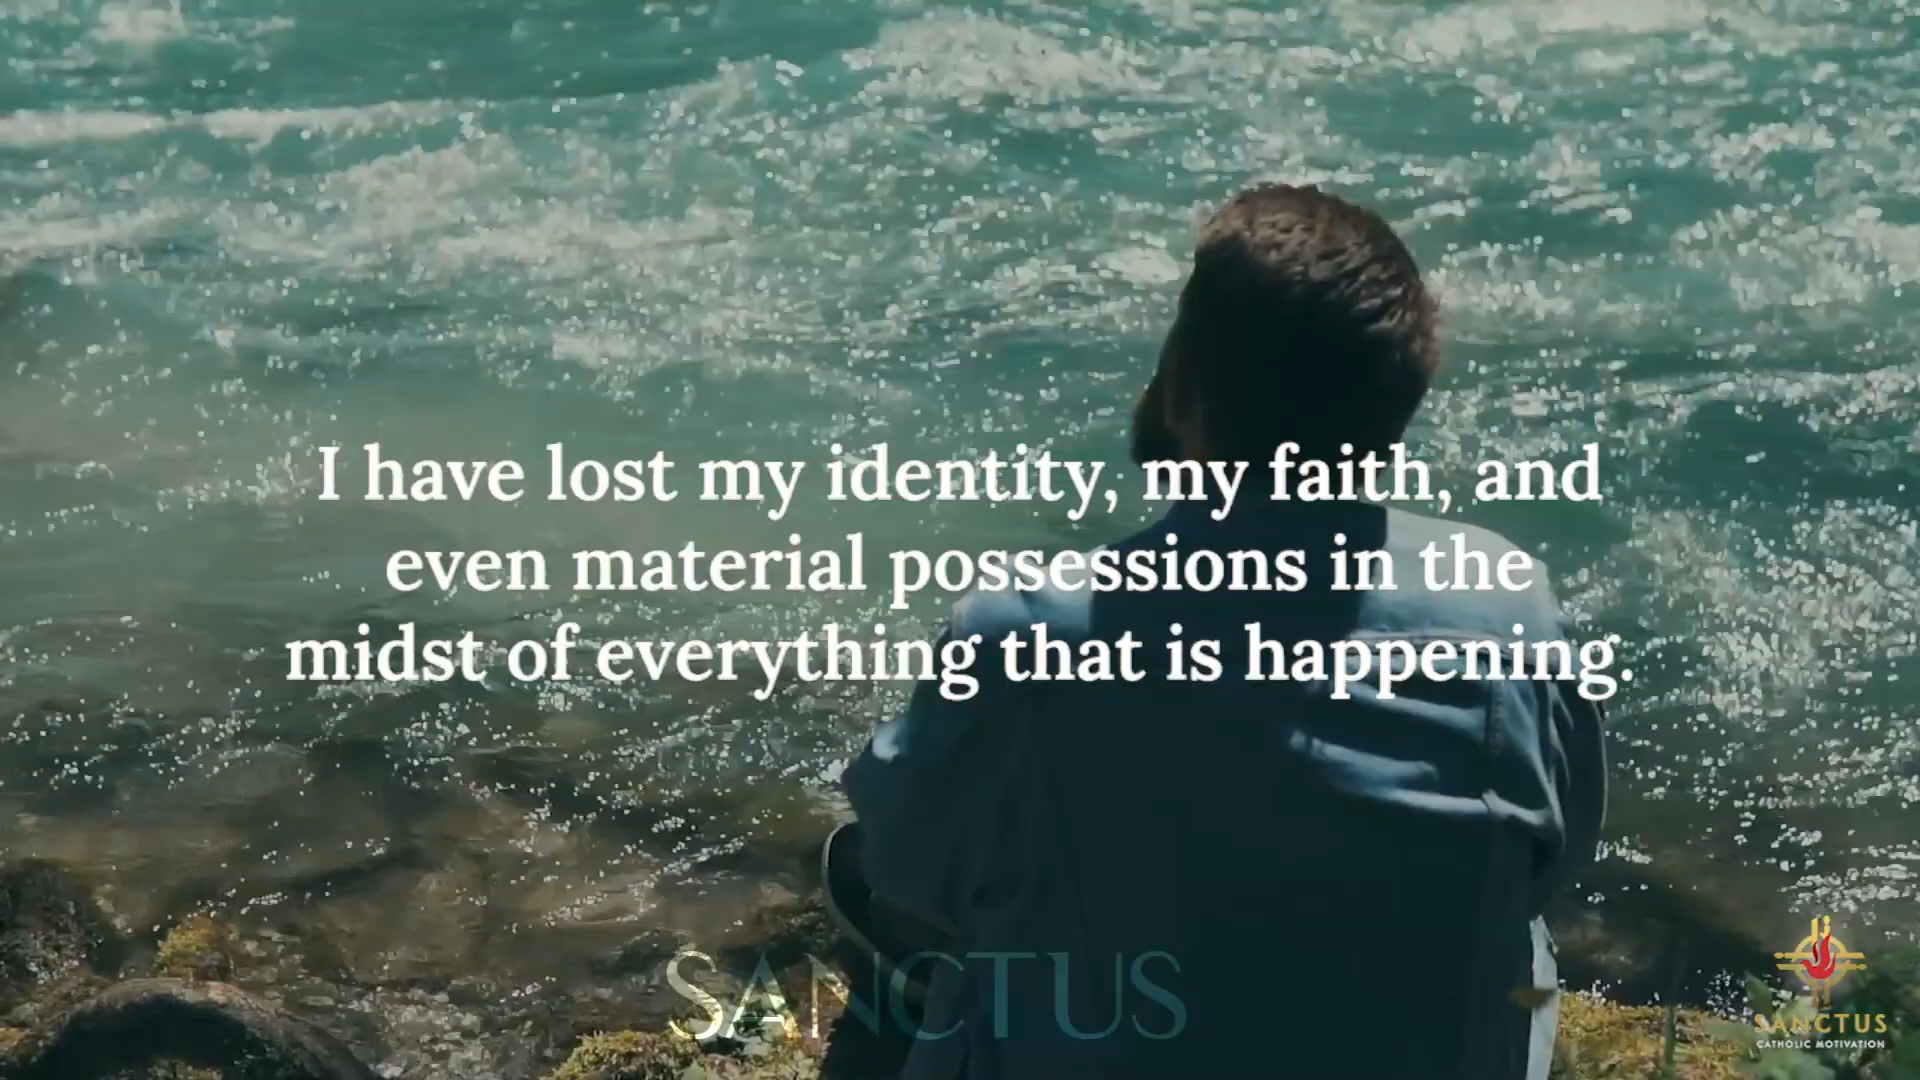 I have lost my identity, my faith, and
even material possessions in the
midst of everything that is happening.
SANCTUS
SANCTUS
CATHOLIC MOTIVATION